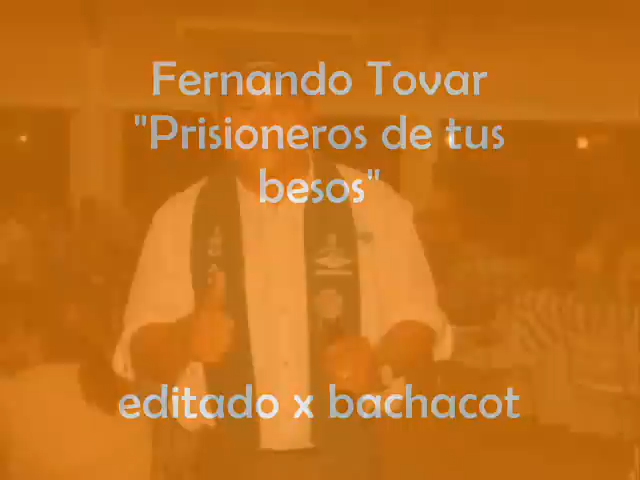 Fernando Tovar
"Prisioneros de tus
besos"
editado x bachacot